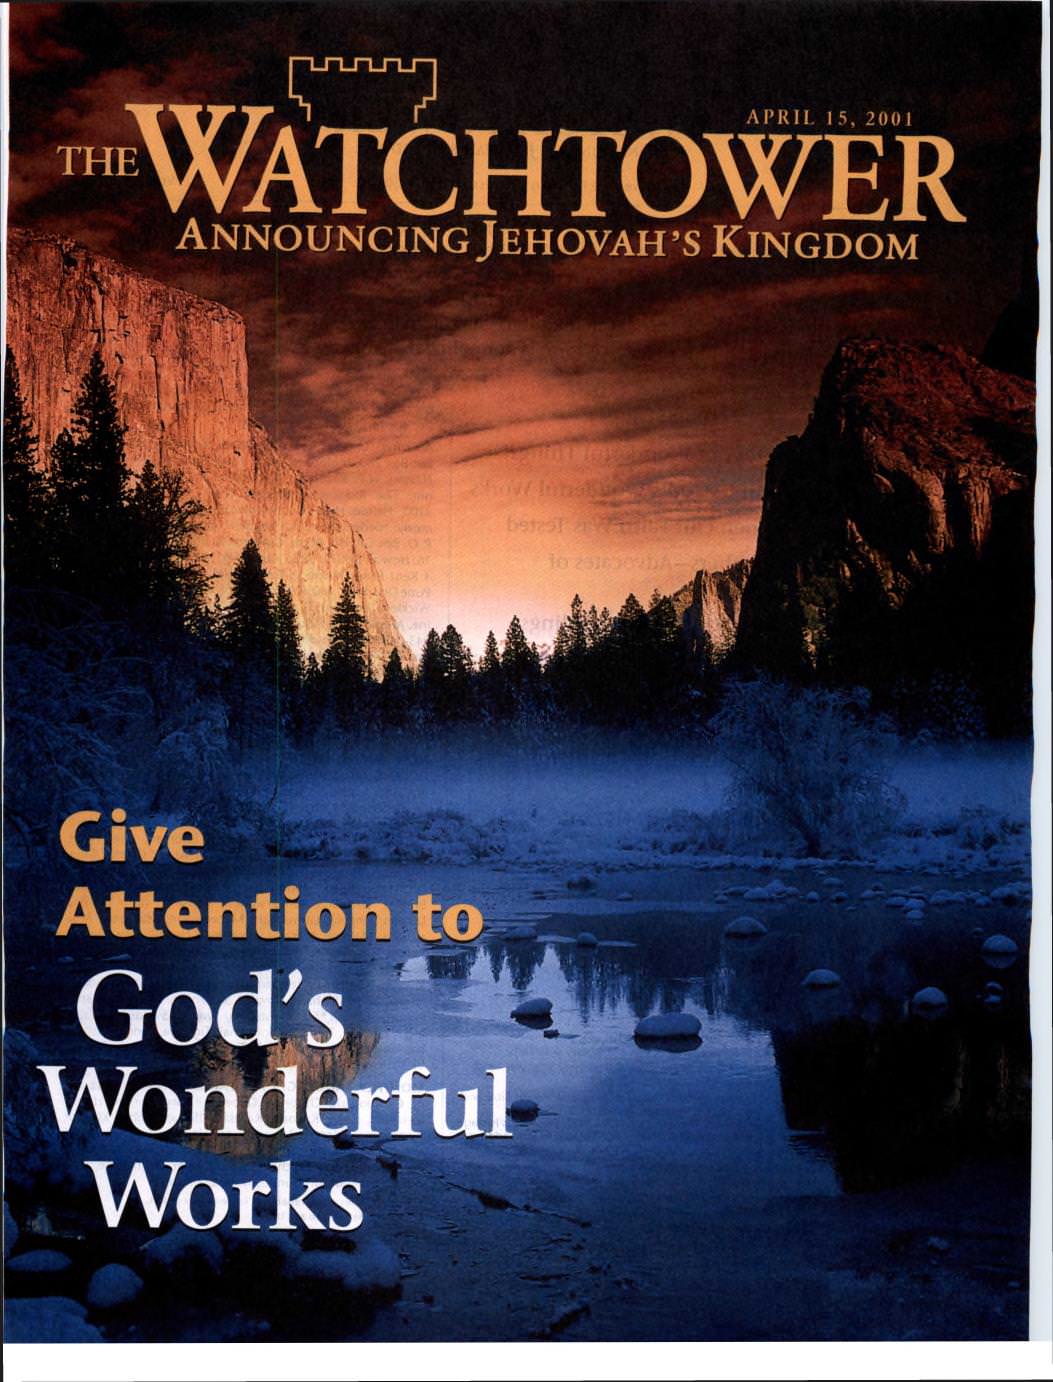 APRIL 15, 2001
THE WATCHTOWER
ANNOUNCING JEHOVAH'S KINGDOM
Give
Attention to
God's
Wonderful
Works